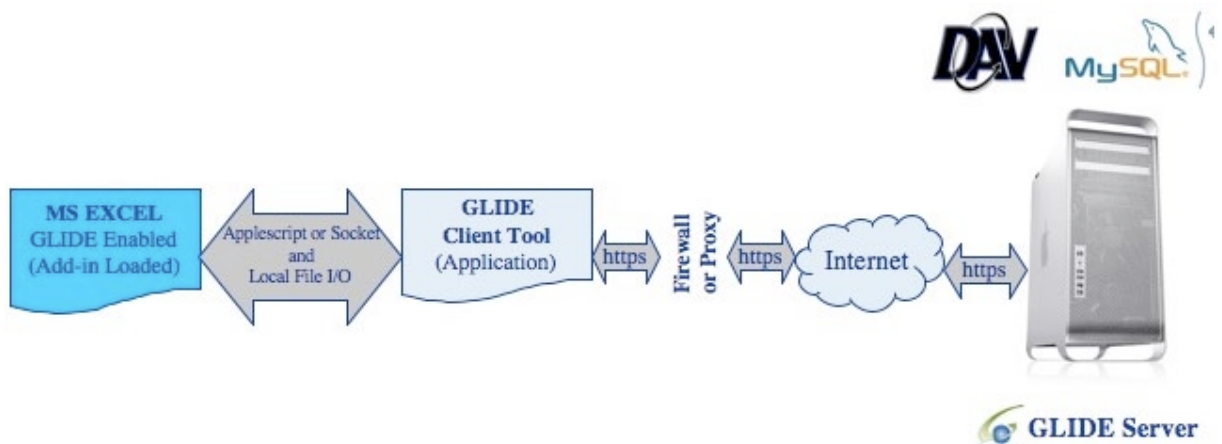 DAV
MySQL®
MS EXCEL
GLIDE Enabled
(Add-in Loaded)
Applescript or Socket
and
Local File I/O
GLIDE
Client Tool
(Application)
https
Firewall
or Proxy
https
Internet
https
GLIDE Server